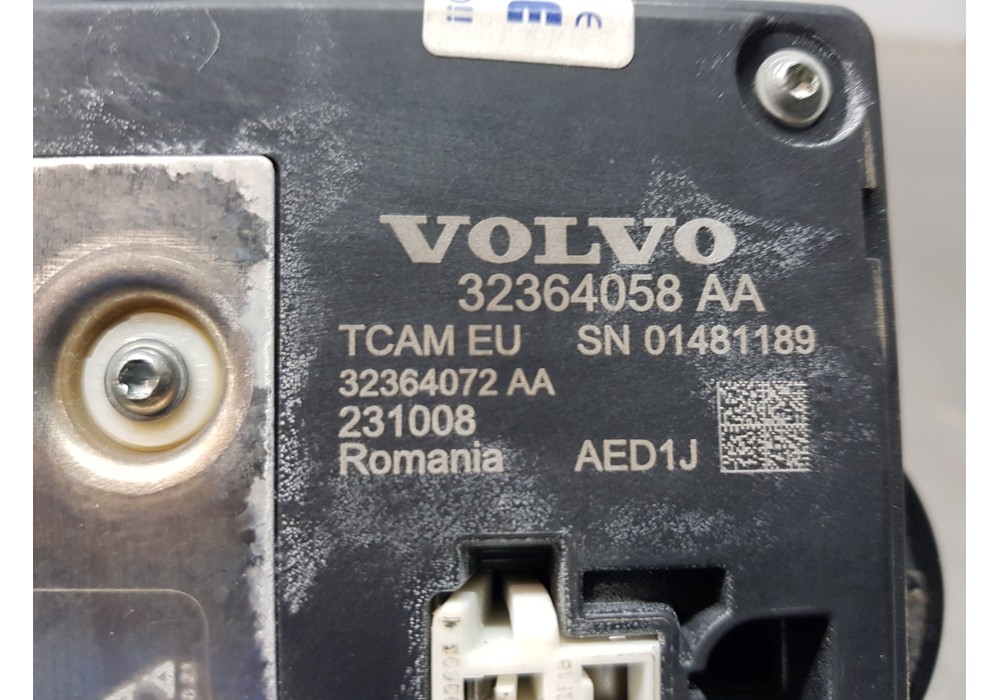 VOLVO
32364058 AA
TCAM EU SN 01481189
32364072 AA
231008
Romania AED1J